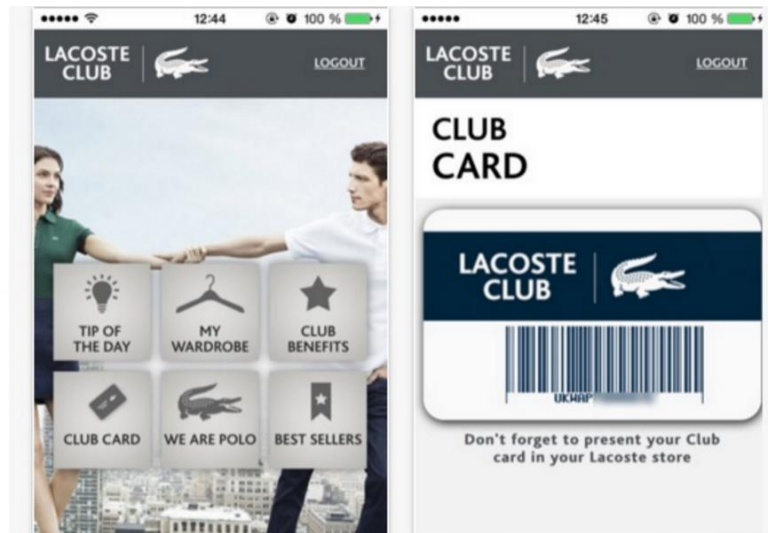 12:44
100 %
LACOSTE
CLUB
LOGOUT
TIP OF
THE DAY
MY
WARDROBE
CLUB
BENEFITS
CLUB CARD
WE ARE POLO
BEST SELLERS
12:45
100 %
LACOSTE
CLUB
LOGOUT
CLUB
CARD
LACOSTE
CLUB
UKWAP
Don't forget to present your Club
card in your Lacoste store